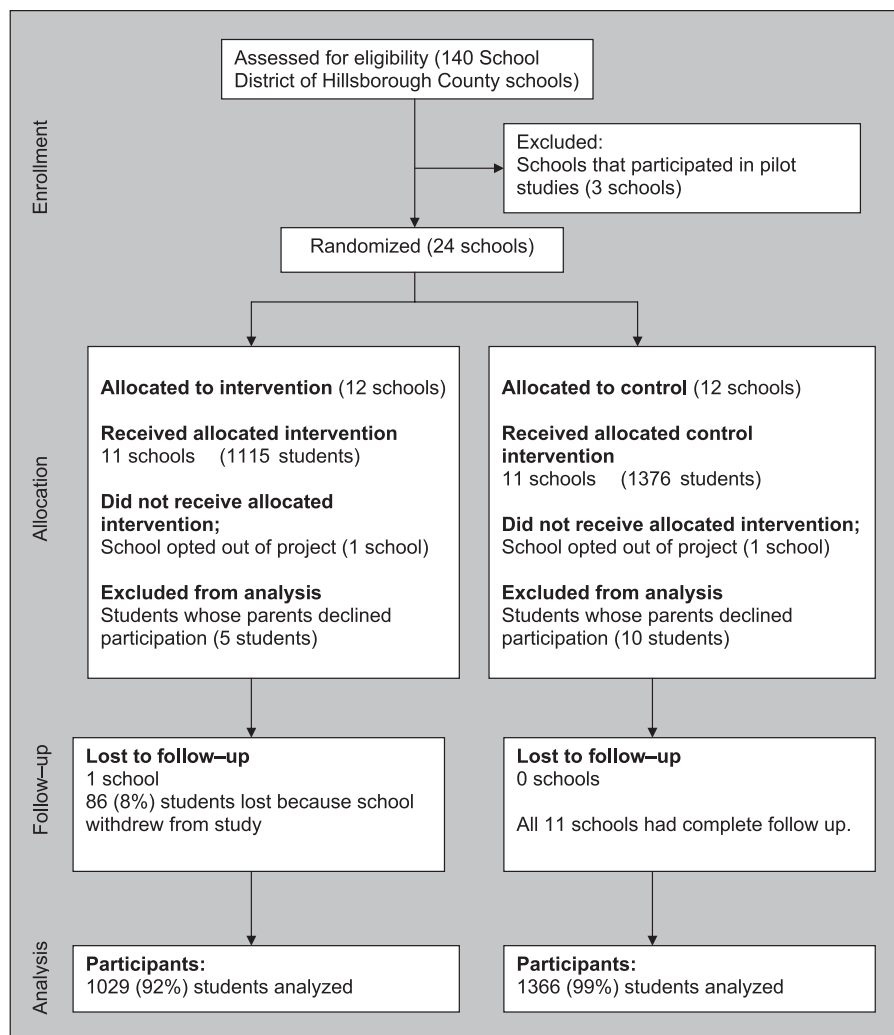 Enrollment
Assessed for eligibility (140 School
District of Hillsborough County schools)
Excluded:
Schools that participated in pilot
studies (3 schools)
Randomized (24 schools)
Allocation
Allocated to intervention (12 schools)
Received allocated intervention
11 schools (1115 students)
Did not receive allocated
intervention;
School opted out of project (1 school)
Excluded from analysis
Students whose parents declined
participation (5 students)
Allocated to control (12 schools)
Received allocated control
intervention
11 schools (1376 students)
Did not receive allocated intervention;
School opted out of project (1 school)
Excluded from analysis
Students whose parents declined
participation (10 students)
Follow–up
Lost to follow–up
1 school
86 (8%) students lost because school
withdrew from study
Lost to follow–up
0 schools
All 11 schools had complete follow up.
Analysis
Participants:
1029 (92%) students analyzed
Participants:
1366 (99%) students analyzed